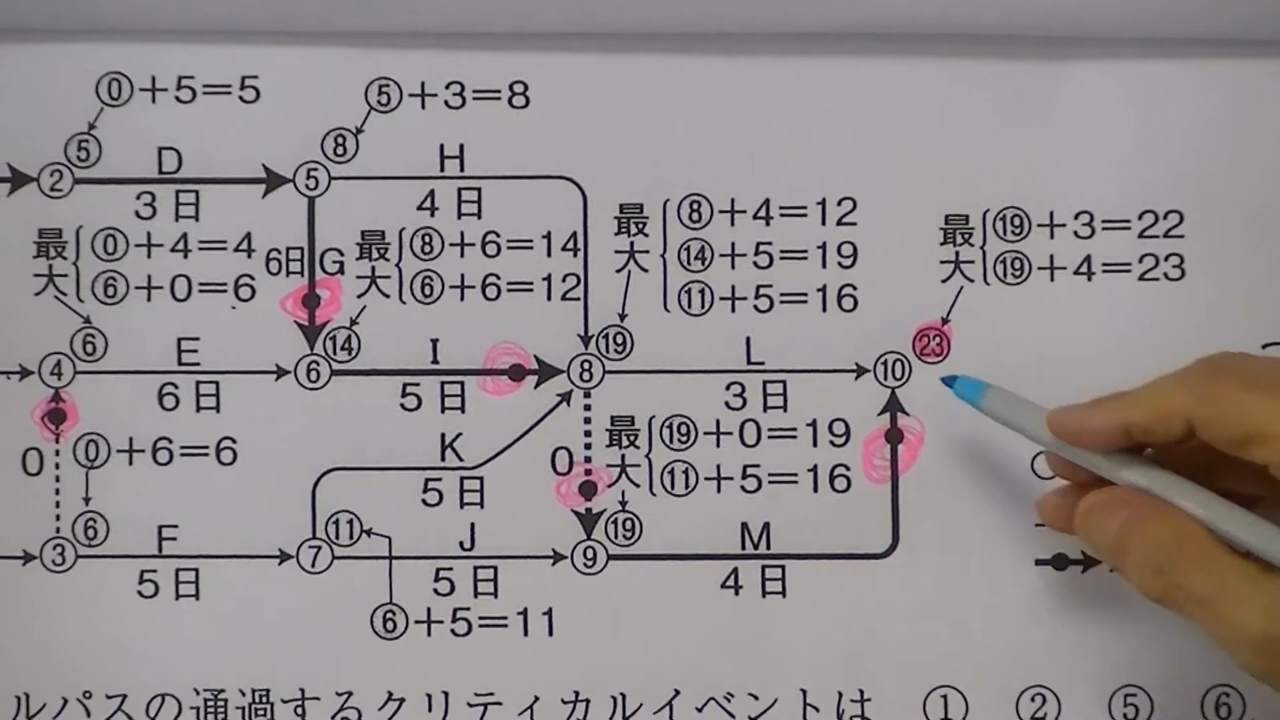 ⓪+5=5
⑤+3=8
⑤
⑧
② D ⑤ H
3日 4日
最大{⓪+4=4
⑥+0=6
6日 G
最大{⑧+6=14
⑥+6=12
最大{⑧+4=12
⑭+5=19
⑪+5=16
最大{⑲+3=22
⑲+4=23
⑥ ⑭ ⑲ ㉓
④ E ⑥ I ⑧ L ⑩
6日 5日 3日
0 ⓪+6=6
K
5日
0 最大{⑲+0=19
⑪+5=16
⑥ ⑪ ⑲
③ F ⑦ J ⑨ M
5日 5日 4日
⑥+5=11
ルパスの通過するクリティカルイベントは ① ② ⑤ ⑥